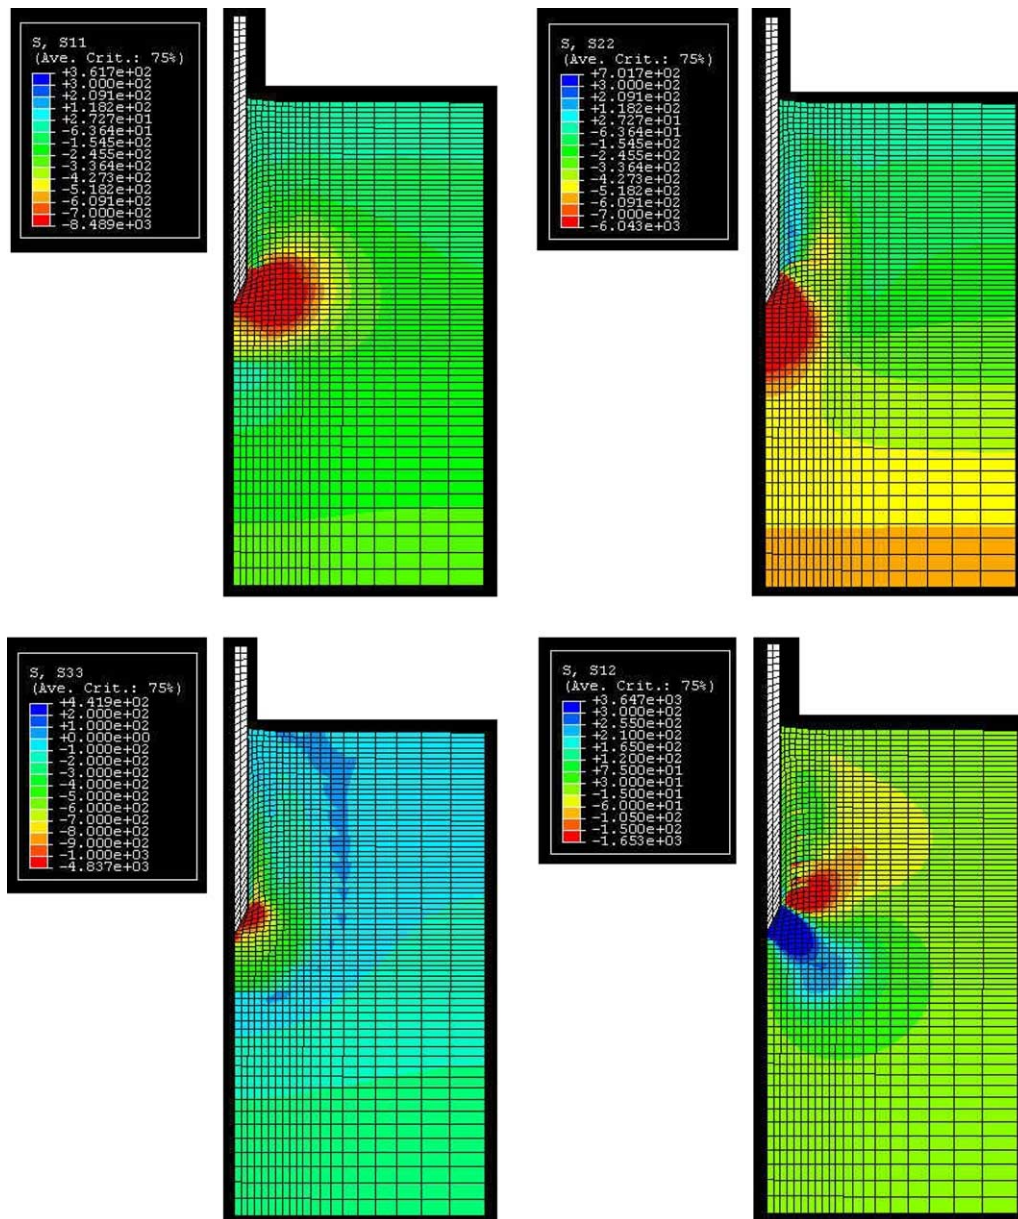 S, S11
(Ave. Crit.: 75%)
+3.617e+02
+3.000e+02
+2.091e+02
+1.182e+02
+2.727e+01
-6.364e+01
-1.545e+02
-2.455e+02
-3.364e+02
-4.273e+02
-5.182e+02
-6.091e+02
-7.000e+02
-8.489e+03
S, S22
(Ave. Crit.: 75%)
+7.017e+02
+3.000e+02
+2.091e+02
+1.182e+02
+2.727e+01
-6.364e+01
-1.545e+02
-2.455e+02
-3.364e+02
-4.273e+02
-5.182e+02
-6.091e+02
-7.000e+02
-6.043e+03
S, S33
(Ave. Crit.: 75%)
+4.419e+02
+2.000e+02
+1.000e+02
+0.000e+00
-1.000e+02
-2.000e+02
-3.000e+02
-4.000e+02
-5.000e+02
-6.000e+02
-7.000e+02
-8.000e+02
-9.000e+02
-1.000e+03
-4.837e+03
S, S12
(Ave. Crit.: 75%)
+3.647e+03
+3.000e+02
+2.550e+02
+2.100e+02
+1.650e+02
+1.200e+02
+7.500e+01
+3.000e+01
-1.500e+01
-6.000e+01
-1.050e+02
-1.500e+02
-1.653e+03